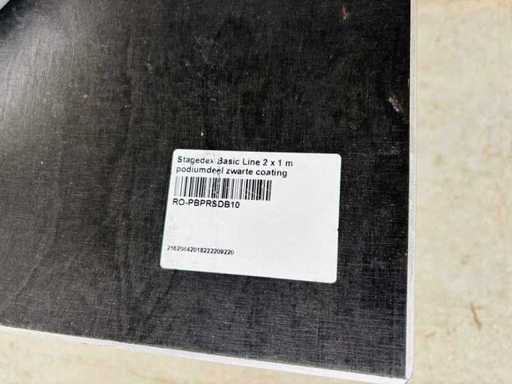 Stagedex Basic Line 2 x 1 m
podiumdeel zwarte coating
RO-PBPRSDB10